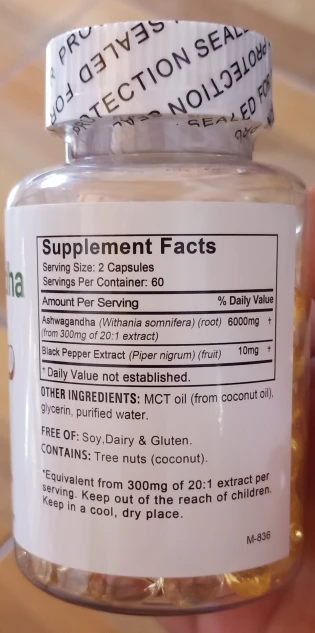 PROTECTION SEAL
SEALED FOR
dha
Supplement Facts
Serving Size: 2 Capsules
Servings Per Container: 60
Amount Per Serving % Daily Value
Ashwagandha (Withania somnifera) (root) 6000mg †
(from 300mg of 20:1 extract)
Black Pepper Extract (Piper nigrum) (fruit) 10mg †
† Daily Value not established.
OTHER INGREDIENTS: MCT oil (from coconut oil),
glycerin, purified water.
FREE OF: Soy,Dairy & Gluten.
CONTAINS: Tree nuts (coconut).
*Equivalent from 300mg of 20:1 extract per
serving. Keep out of the reach of children.
Keep in a cool, dry place.
M-836